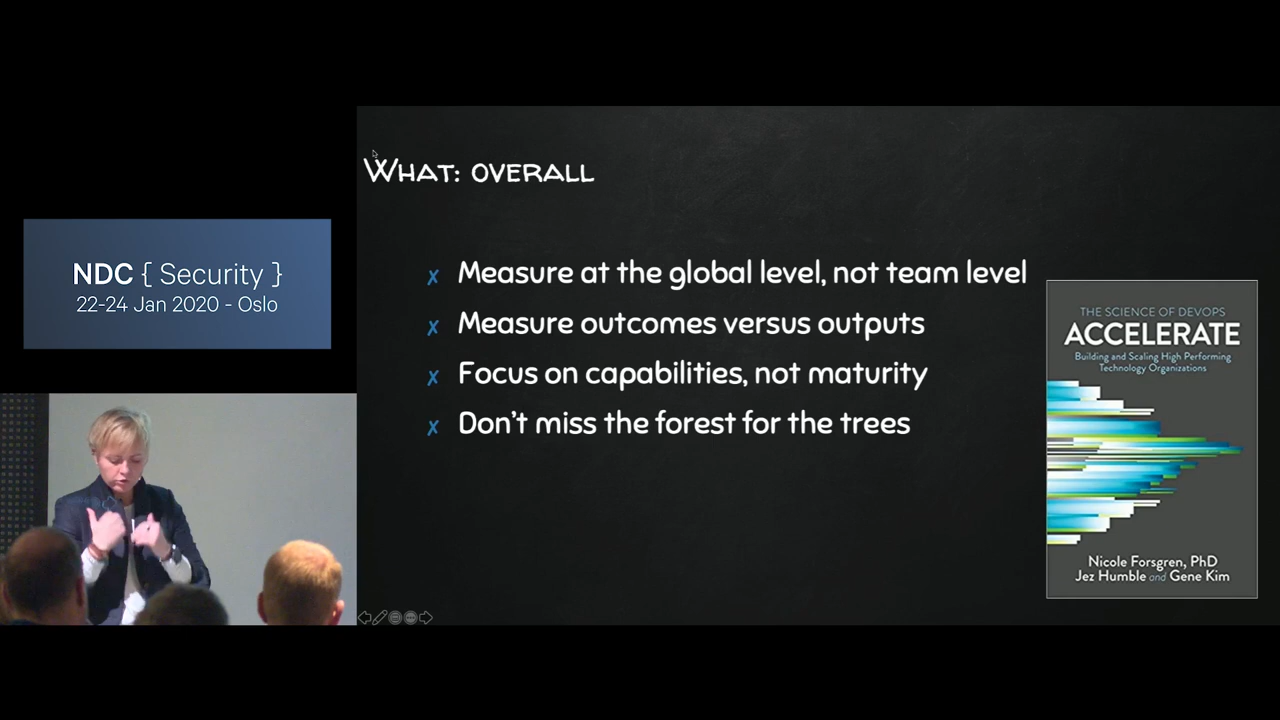 NDC { Security }
22-24 Jan 2020 - Oslo
What: overall
x Measure at the global level, not team level
x Measure outcomes versus outputs
x Focus on capabilities, not maturity
x Don't miss the forest for the trees
THE SCIENCE OF DEVOPS
ACCELERATE
Building and Scaling High Performing
Technology Organizations
Nicole Forsgren, PhD
Jez Humble and Gene Kim